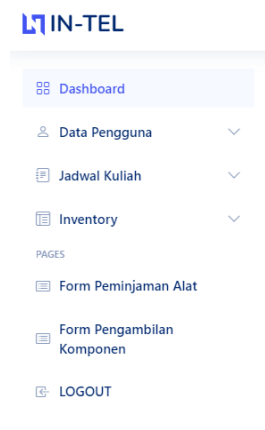 IN-TEL
Dashboard
Data Pengguna
Jadwal Kuliah
Inventory
PAGES
Form Peminjaman Alat
Form Pengambilan
Komponen
LOGOUT